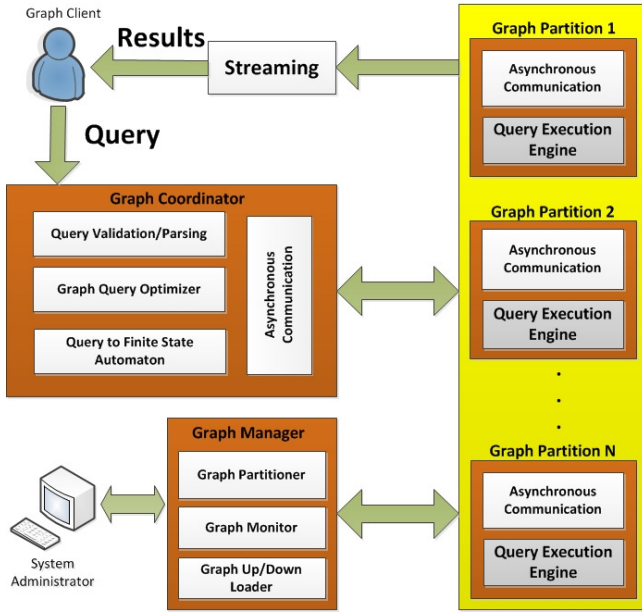 Graph Client
Results
Streaming
Query
Graph Partition 1
Asynchronous
Communication
Query Execution
Engine
Graph Coordinator
Query Validation/Parsing
Graph Query Optimizer
Query to Finite State
Automaton
Asynchronous
Communication
Graph Partition 2
Asynchronous
Communication
Query Execution
Engine
.
.
.
Graph Manager
Graph Partitioner
Graph Monitor
Graph Up/Down
Loader
System
Administrator
Graph Partition N
Asynchronous
Communication
Query Execution
Engine